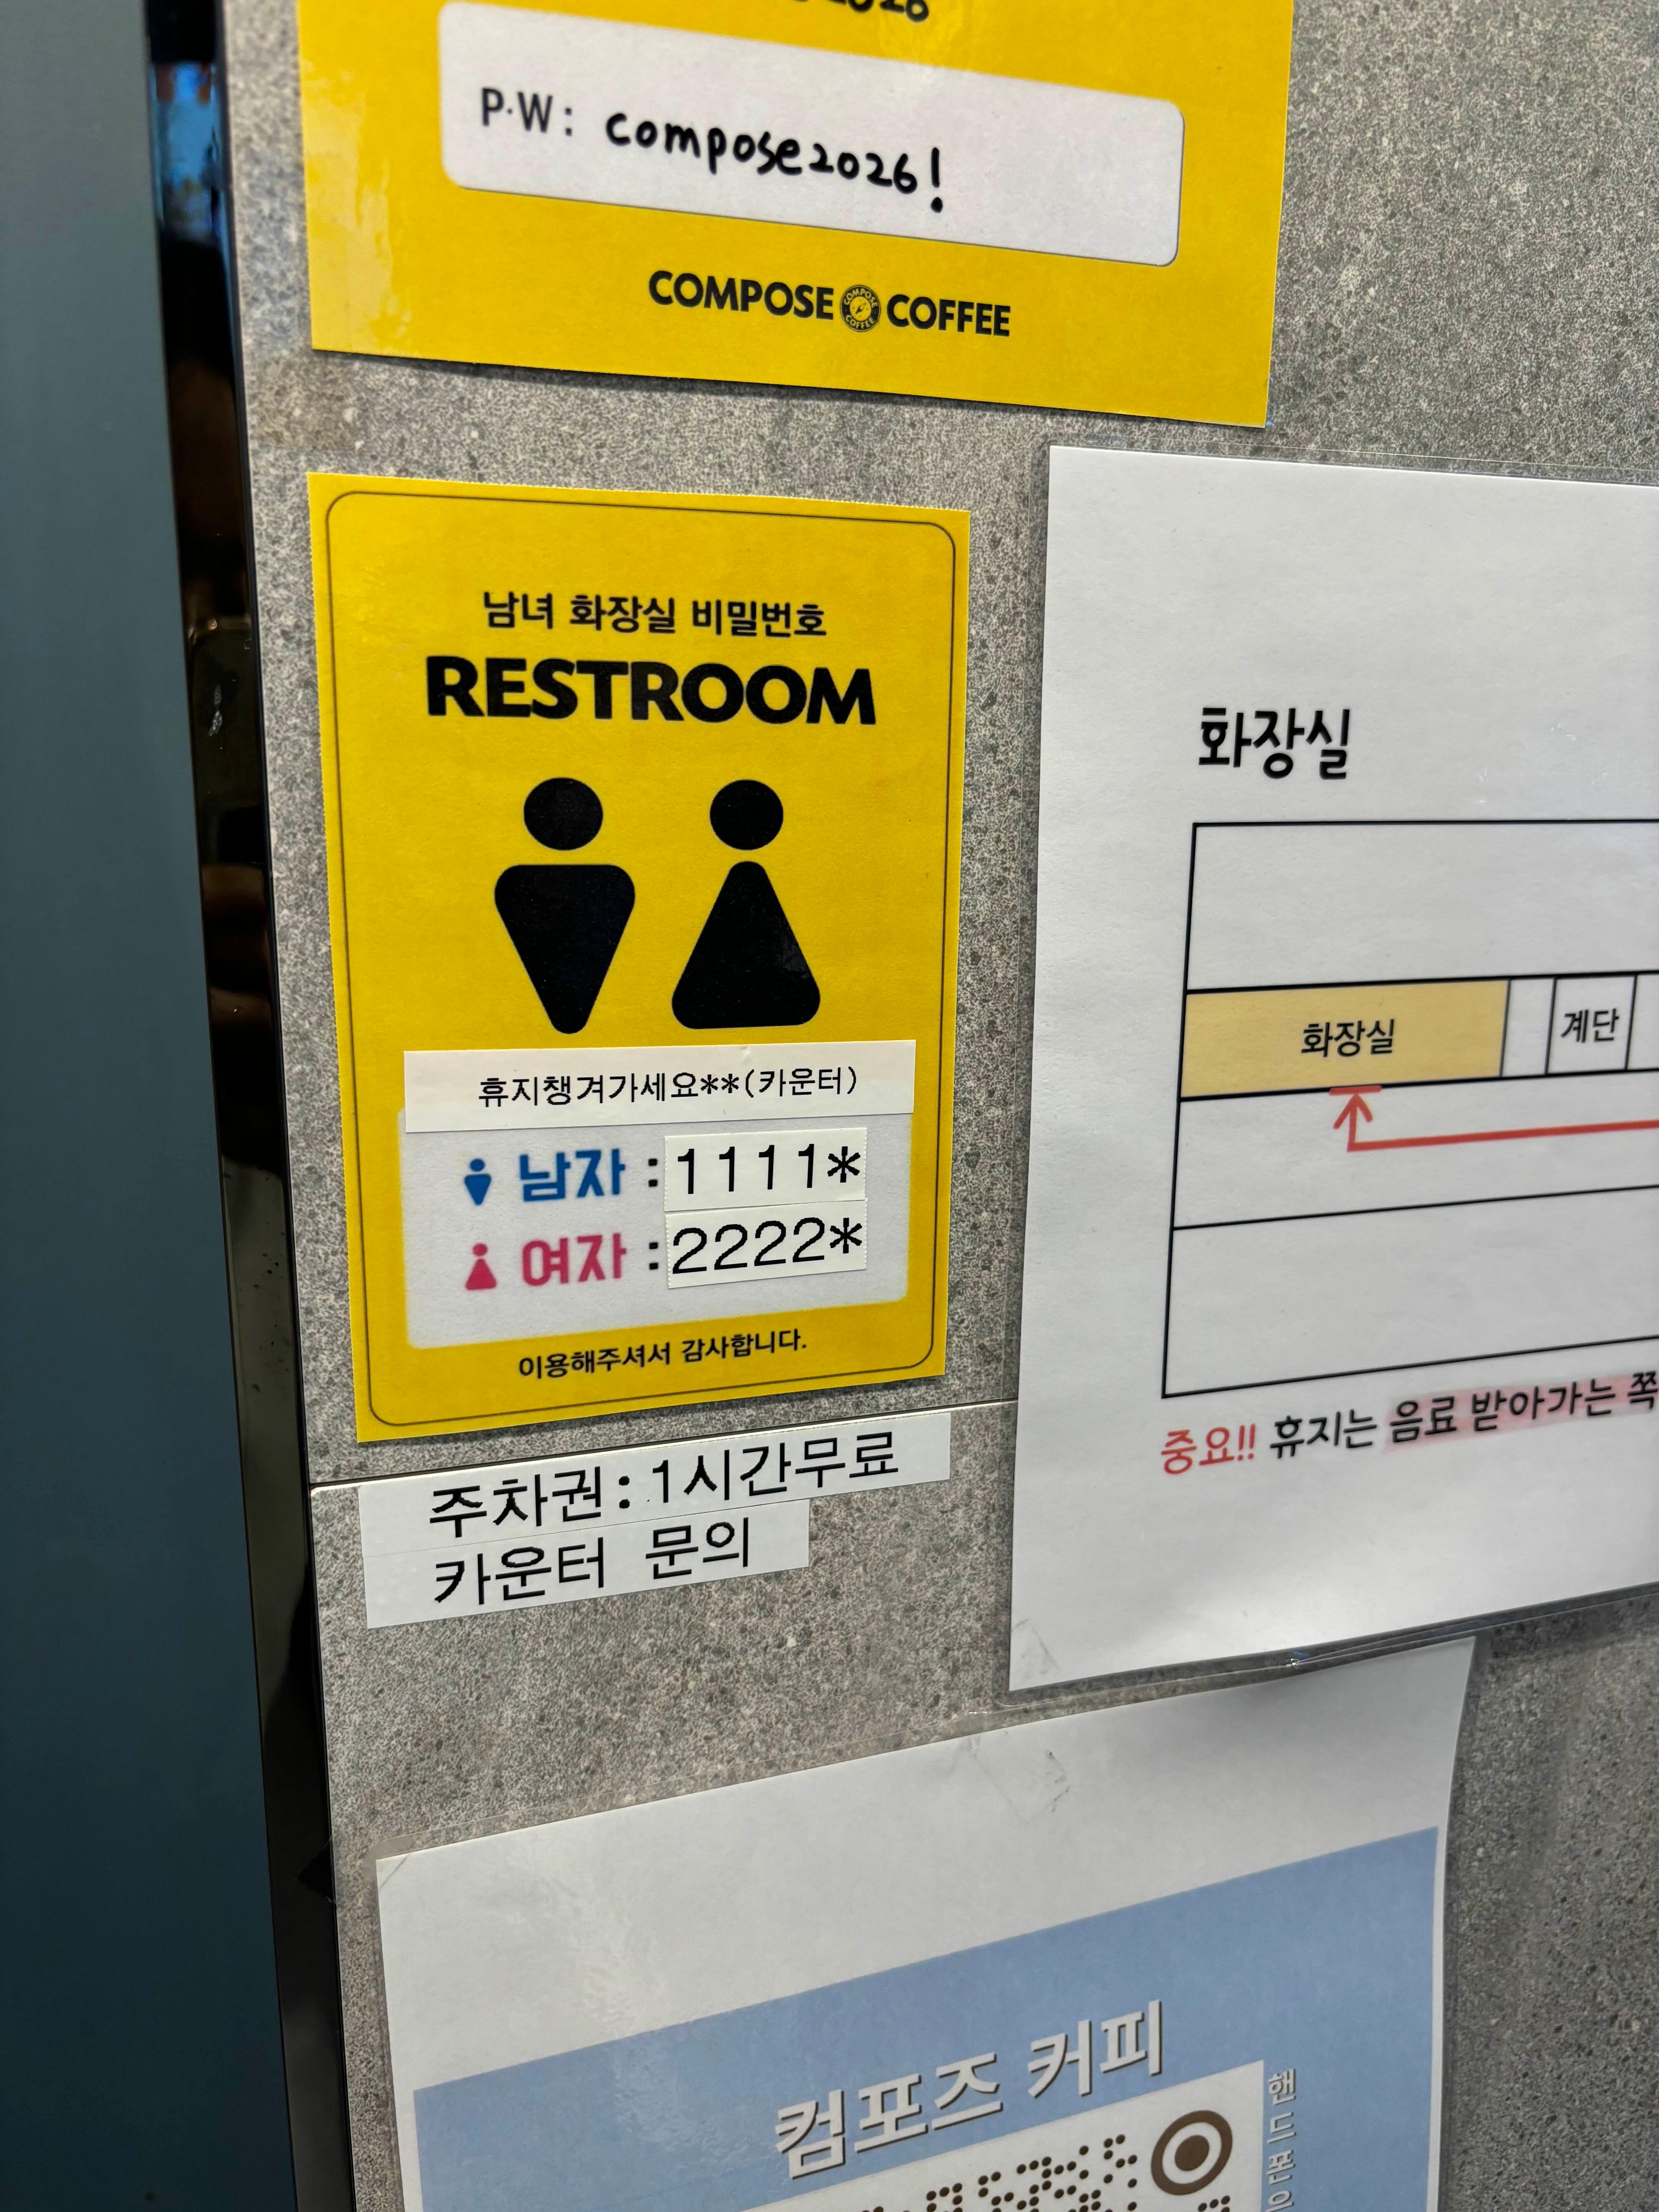 P·W: compose2026!
COMPOSE COFFEE
남녀 화장실 비밀번호
RESTROOM
휴지챙겨가세요**(카운터)
남자 : 1111*
여자 : 2222*
이용해주셔서 감사합니다.
주차권:1시간무료
카운터 문의
화장실
화장실
계단
중요!! 휴지는 음료 받아가는 쪽
컴포즈 커피
핸드폰으